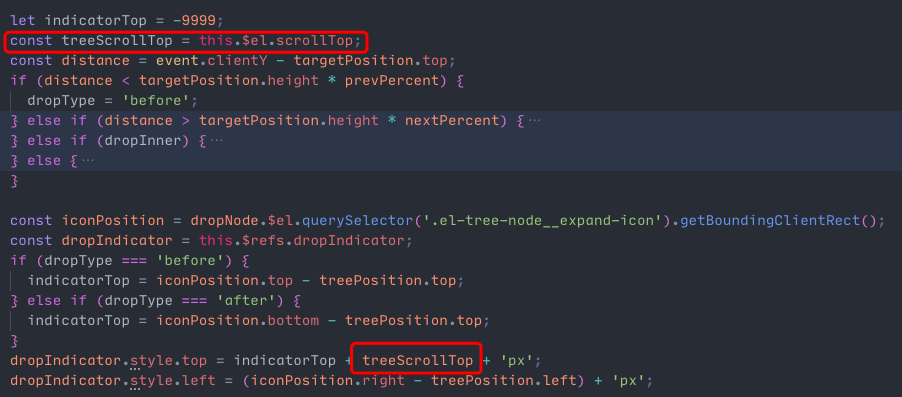 let indicatorTop = -9999;
const treeScrollTop = this.$el.scrollTop;
const distance = event.clientY - targetPosition.top;
if (distance < targetPosition.height * prevPercent) {
  dropType = 'before';
} else if (distance > targetPosition.height * nextPercent) {···
} else if (dropInner) {···
} else {···
}
const iconPosition = dropNode.$el.querySelector('.el-tree-node__expand-icon').getBoundingClientRect();
const dropIndicator = this.$refs.dropIndicator;
if (dropType === 'before') {
  indicatorTop = iconPosition.top - treePosition.top;
} else if (dropType === 'after') {
  indicatorTop = iconPosition.bottom - treePosition.top;
}
dropIndicator.style.top = indicatorTop + treeScrollTop + 'px';
dropIndicator.style.left = (iconPosition.right - treePosition.left) + 'px';